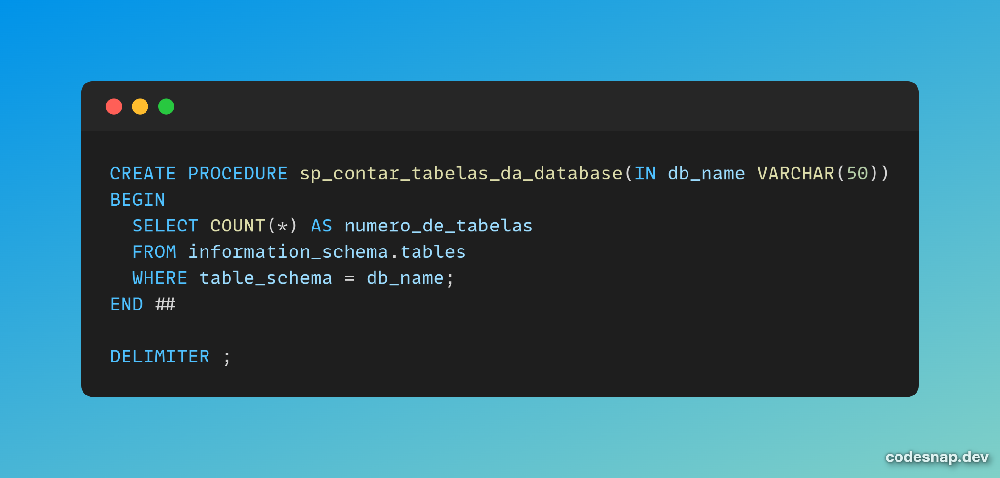 CREATE PROCEDURE sp_contar_tabelas_da_database(IN db_name VARCHAR(50))
BEGIN
  SELECT COUNT(*) AS numero_de_tabelas
  FROM information_schema.tables
  WHERE table_schema = db_name;
END ##

DELIMITER ;
codesnap.dev